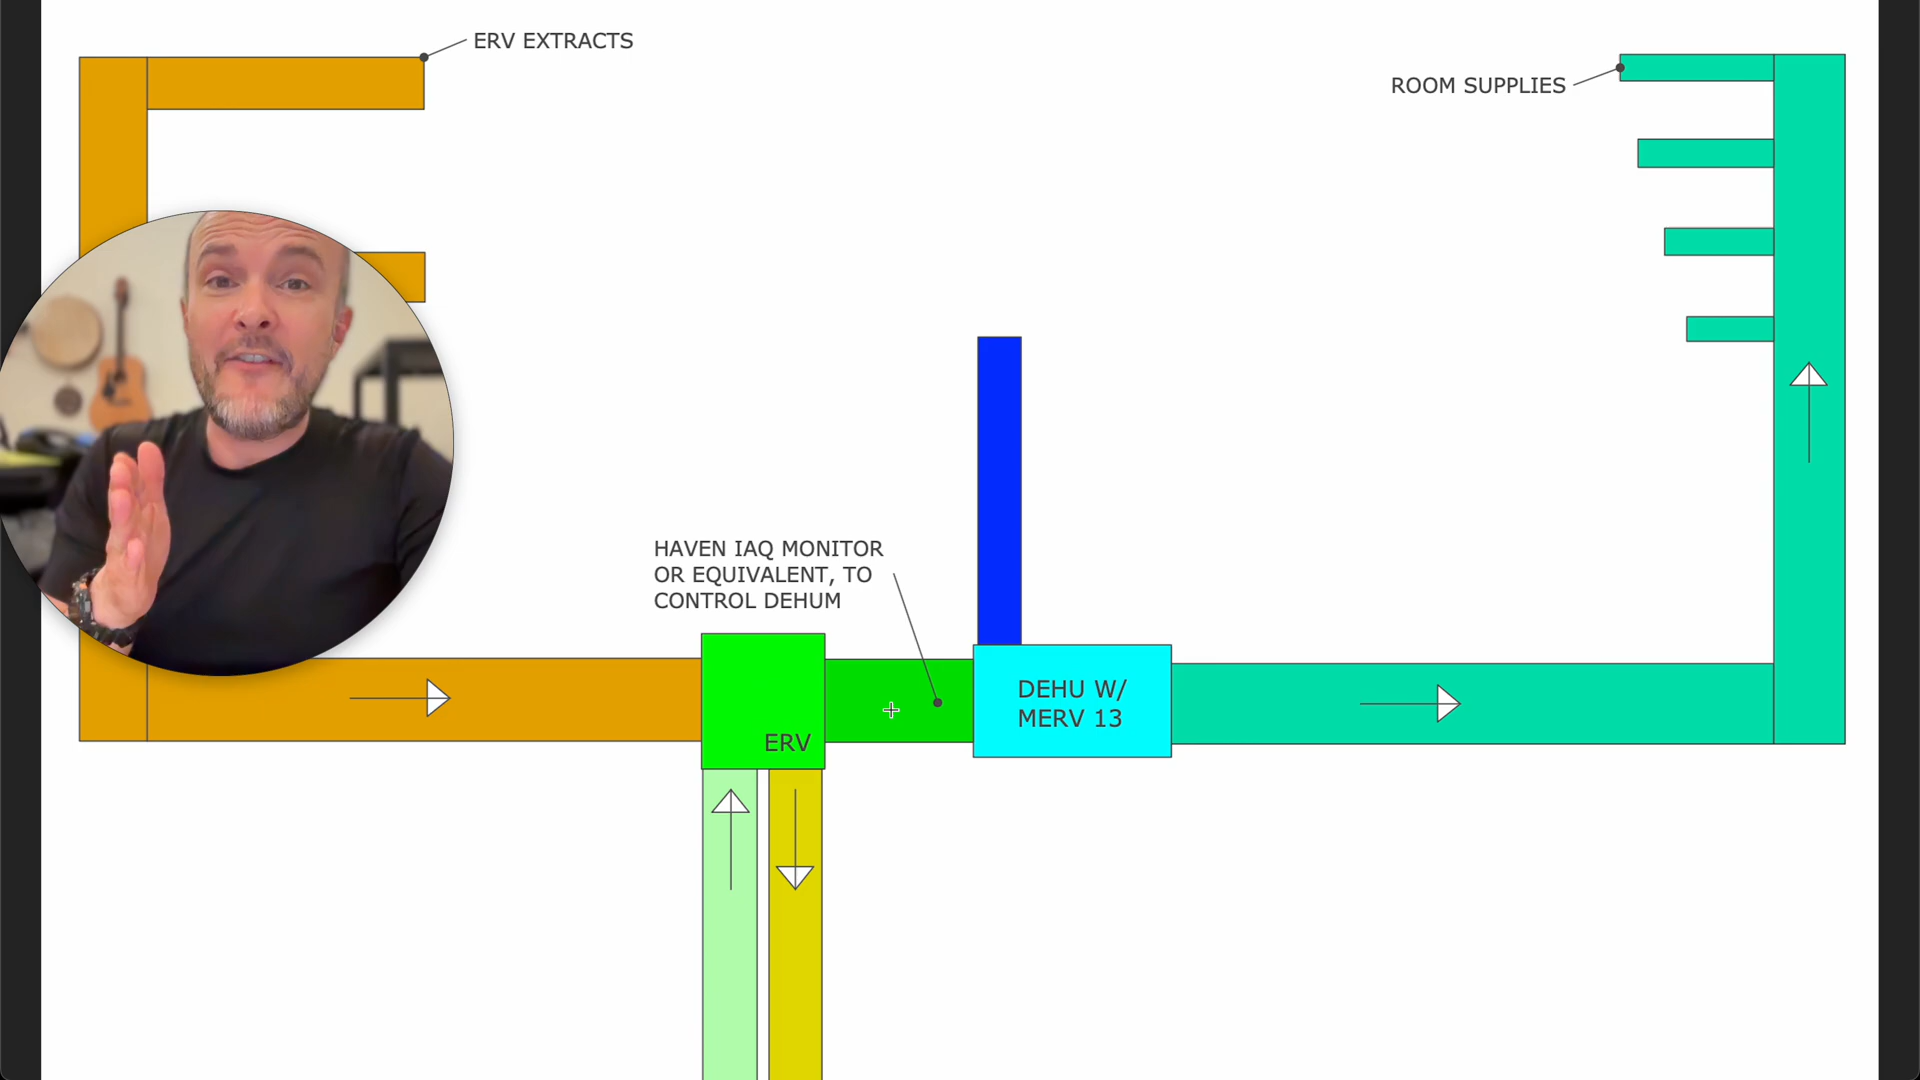 ERV EXTRACTS
ROOM SUPPLIES
HAVEN IAQ MONITOR
OR EQUIVALENT, TO
CONTROL DEHUM
DEHU W/
MERV 13
ERV